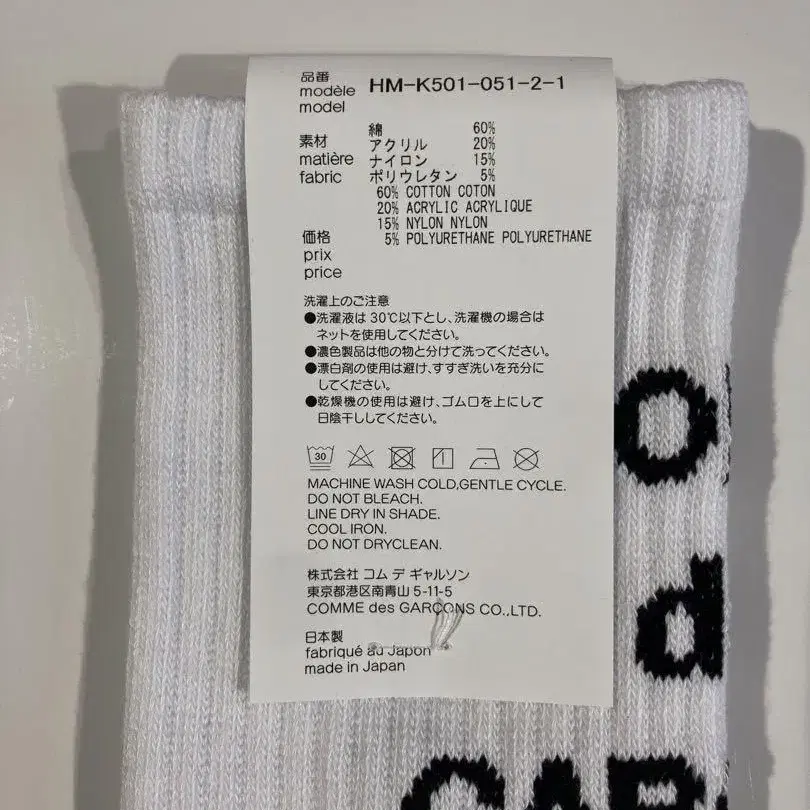 品番
modèle HM-K501-051-2-1
model
素材
matière
fabric
綿 60%
アクリル 20%
ナイロン 15%
ポリウレタン 5%
60% COTTON COTON
20% ACRYLIC ACRYLIQUE
15% NYLON NYLON
5% POLYURETHANE POLYURETHANE
価格
prix
price
洗濯上のご注意
●洗濯液は30℃以下とし、洗濯機の場合は
ネットを使用してください。
●濃色製品は他の物と分けて洗ってください。
●漂白剤の使用は避け、すすぎ洗いを充分に
してください。
●乾燥機の使用は避け、ゴム口を上にして
日陰干ししてください。
30
MACHINE WASH COLD,GENTLE CYCLE.
DO NOT BLEACH.
LINE DRY IN SHADE.
COOL IRON.
DO NOT DRYCLEAN.
株式会社 コム デ ギャルソン
東京都港区南青山 5-11-5
COMME des GARÇONS CO.,LTD.
日本製
fabriqué au Japon
made in Japan
o
d
GAR